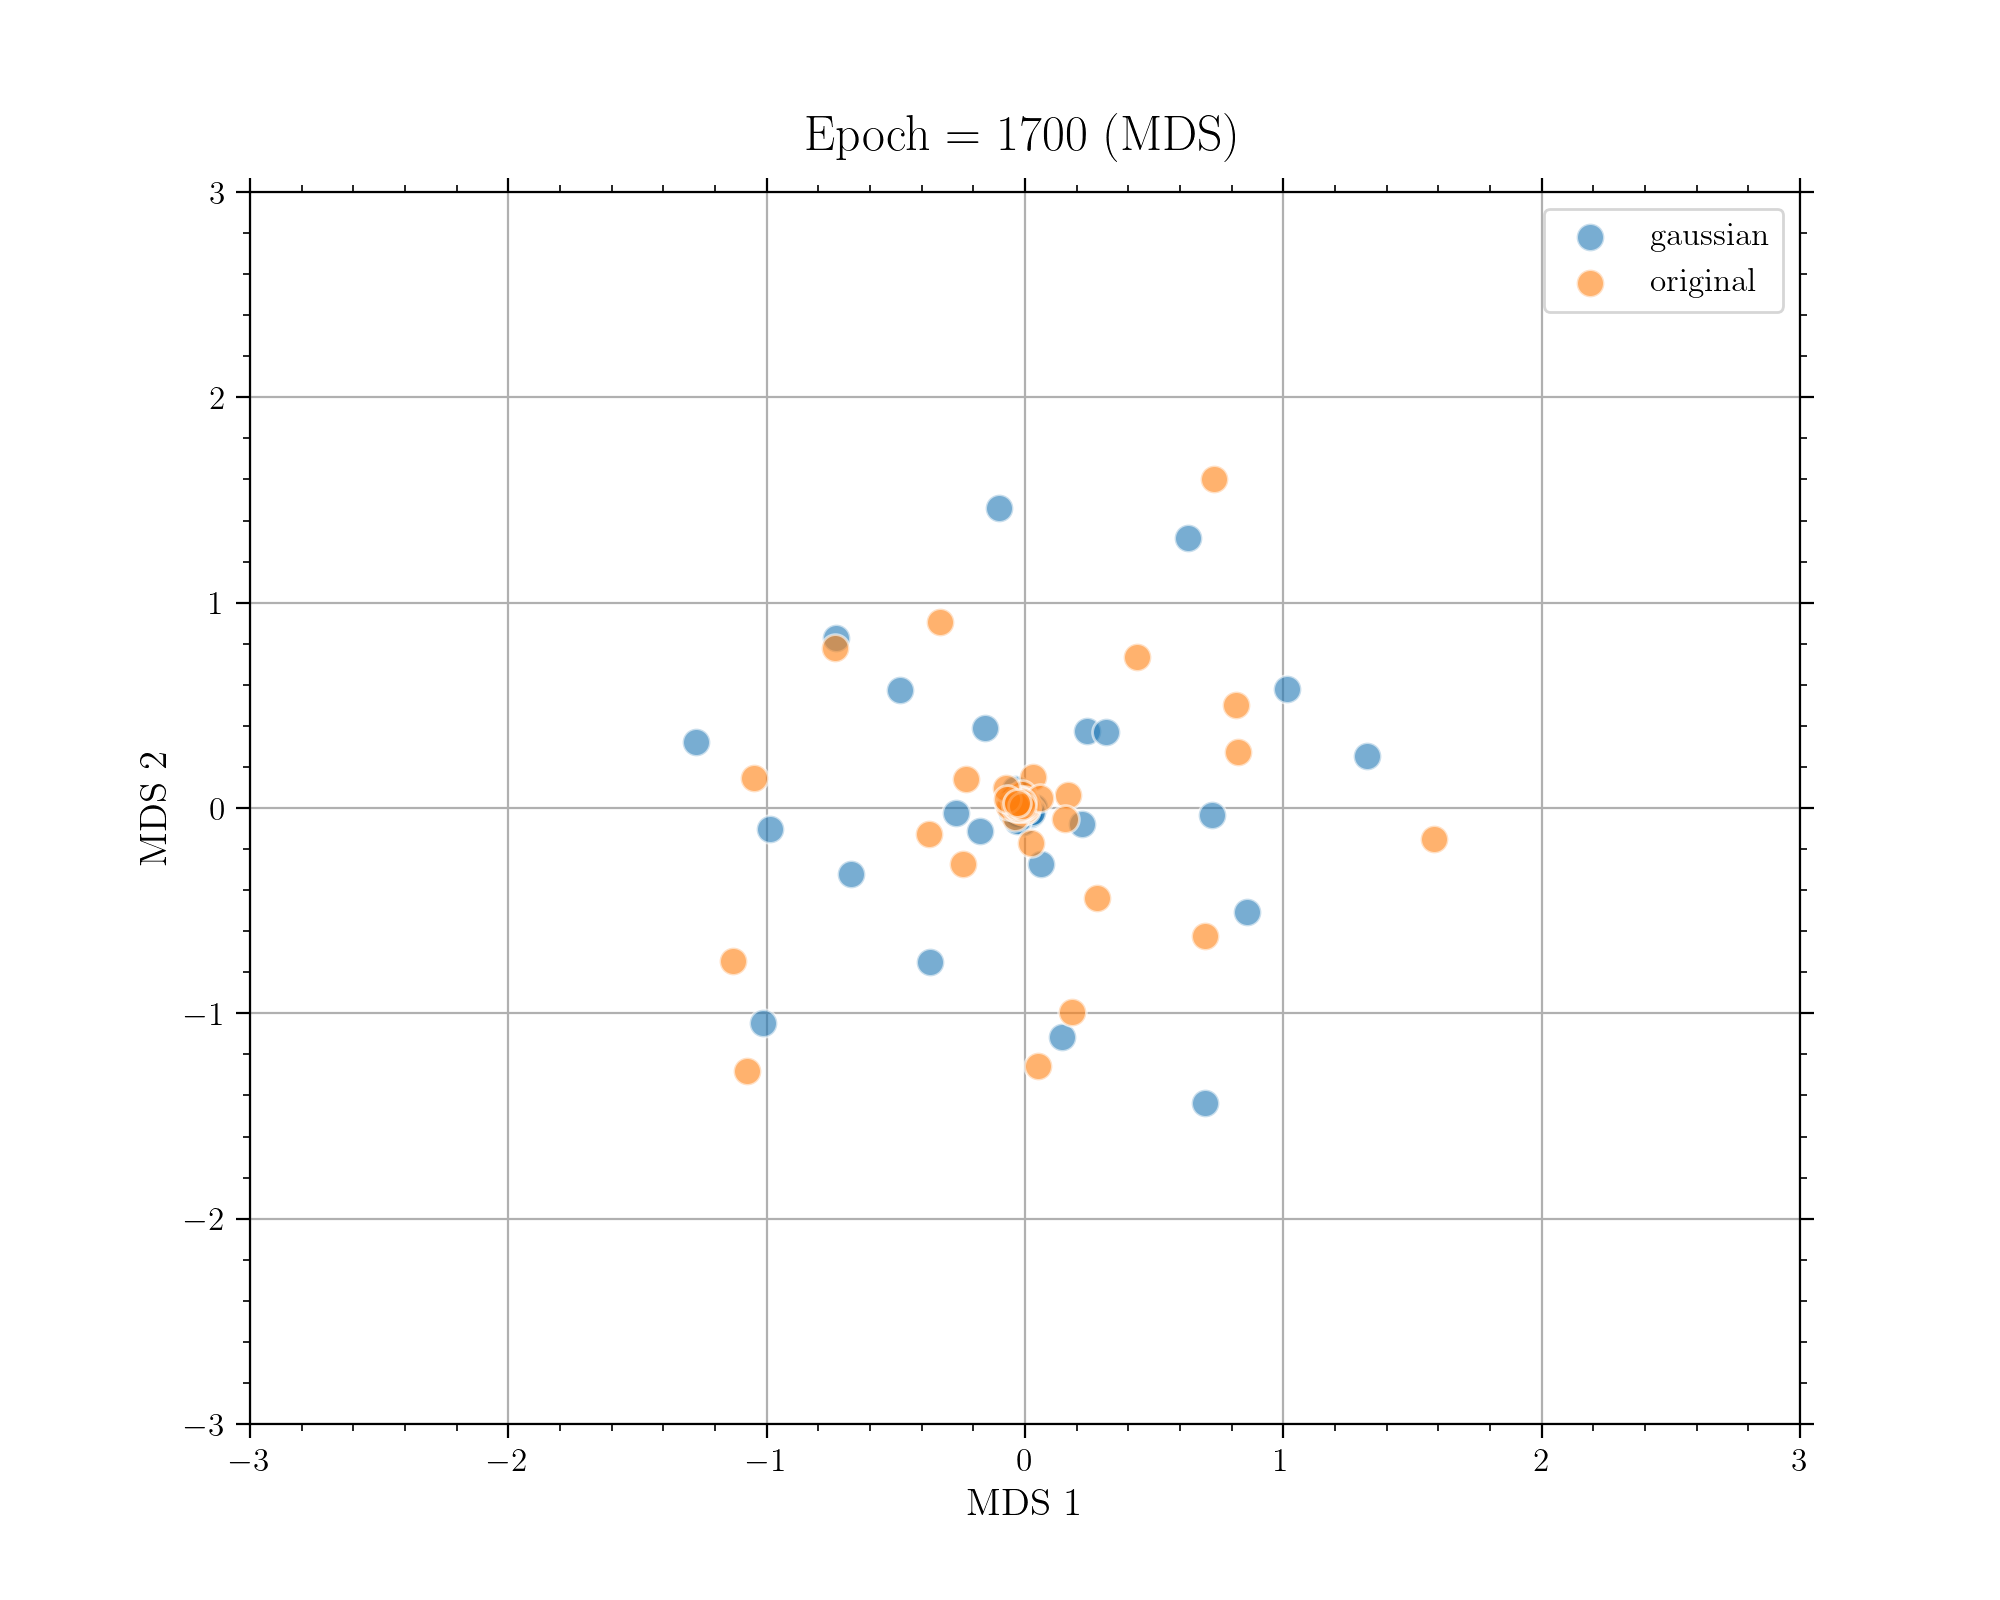 Epoch = 1700 (MDS)
gaussian
original
3
2
1
0
−1
−2
−3
MDS 2
−3 −2 −1 0 1 2 3
MDS 1